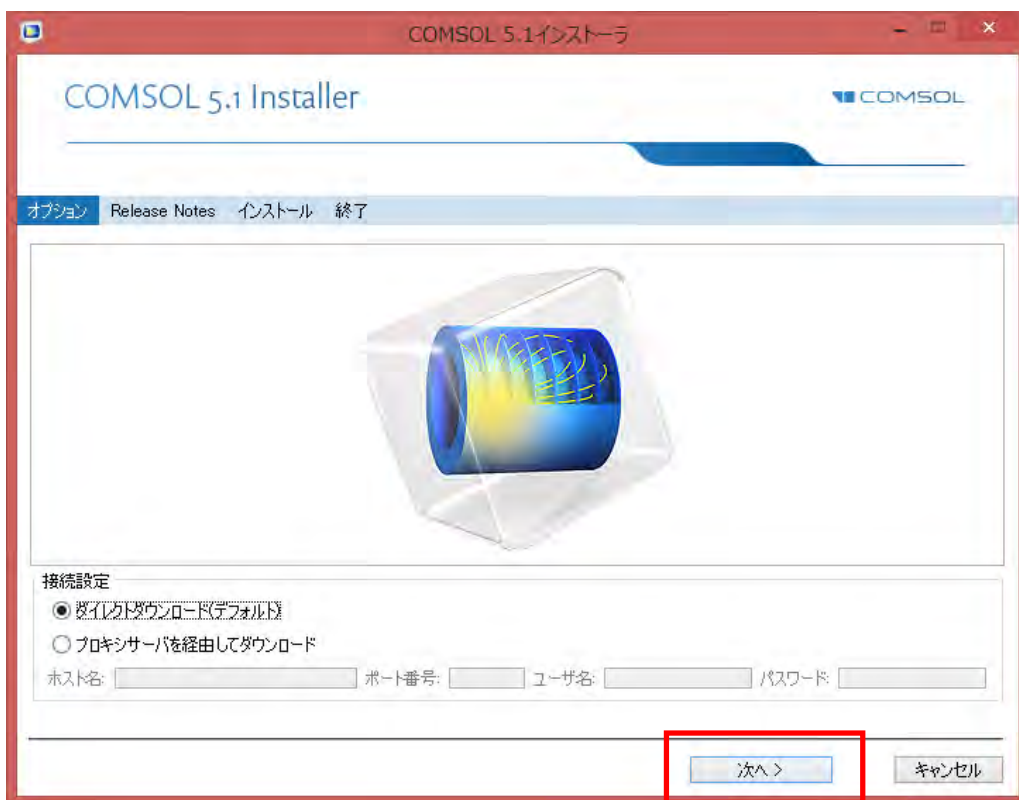 COMSOL 5.1インストーラ
COMSOL 5.1 Installer
COMSOL
オプション Release Notes インストール 終了
接続設定
ダイレクトダウンロード(デフォルト)
プロキシサーバを経由してダウンロード
ホスト名: ポート番号: ユーザ名: パスワード:
次へ > キャンセル